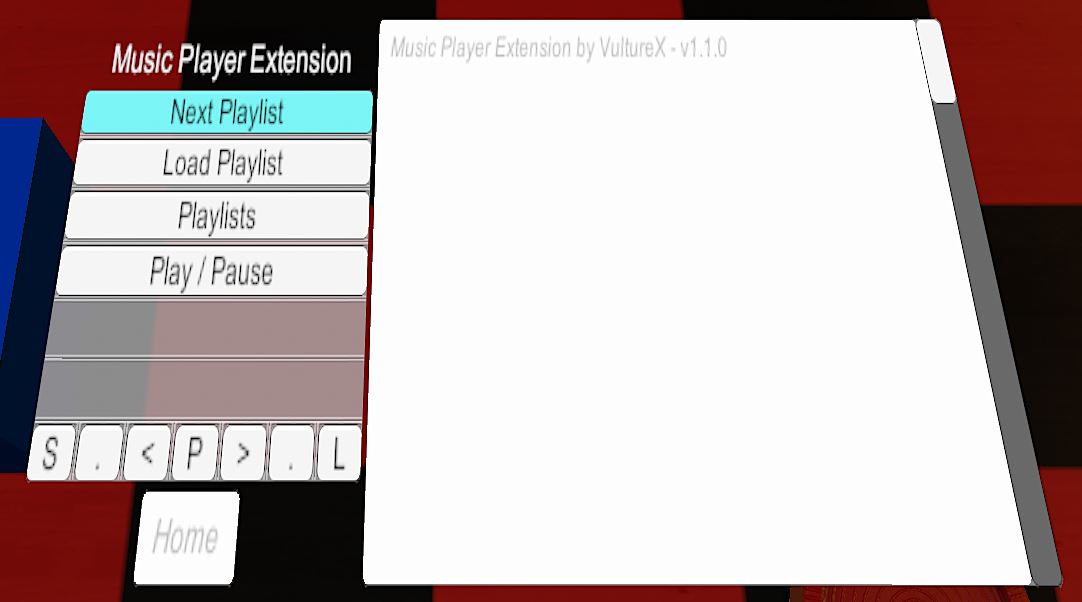 Music Player Extension
Next Playlist
Load Playlist
Playlists
Play / Pause
S . < P > . L
Home
Music Player Extension by VultureX - v1.1.0